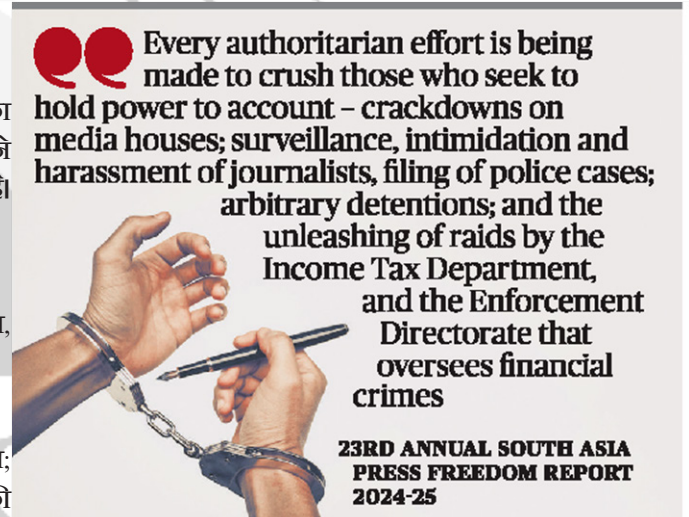 Every authoritarian effort is being
made to crush those who seek to
hold power to account – crackdowns on
media houses; surveillance, intimidation and
harassment of journalists, filing of police cases;
arbitrary detentions; and the
unleashing of raids by the
Income Tax Department,
and the Enforcement
Directorate that
oversees financial
crimes
23RD ANNUAL SOUTH ASIA
PRESS FREEDOM REPORT
2024-25